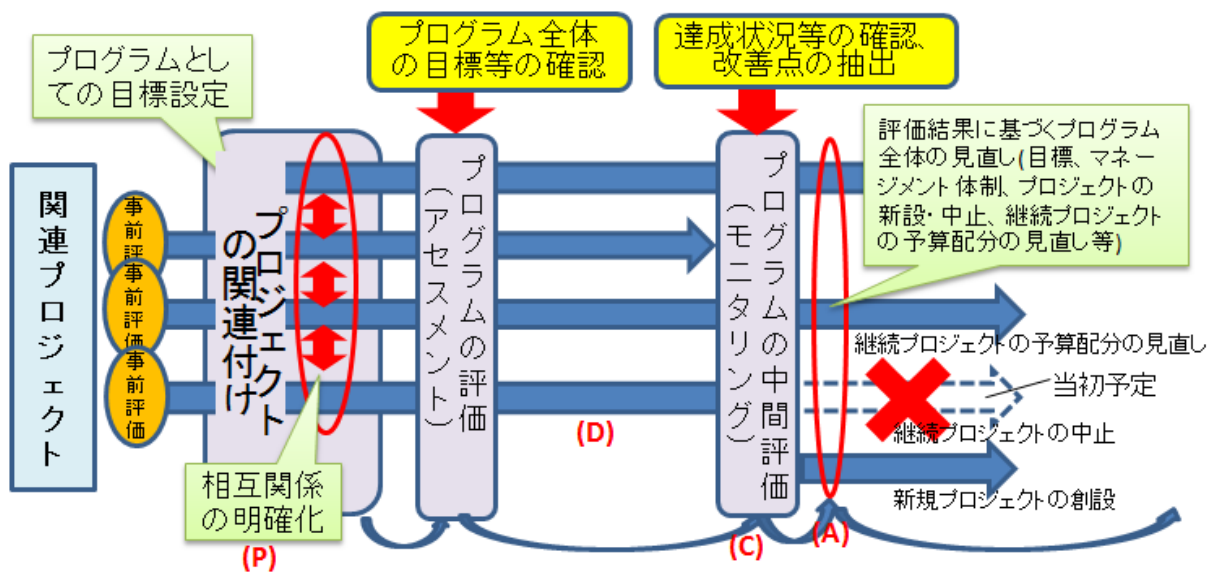 プログラムとし
ての目標設定
プログラム全体
の目標等の確認
達成状況等の確認、
改善点の抽出
評価結果に基づくプログラム
全体の見直し(目標、マネー
ジメント体制、プロジェクトの
新設・中止、継続プロジェクト
の予算配分の見直し等)
関連プロジェクト
事前評
事前評価
事前評価
プロジェクト
の関連付け
プログラムの評価
(アセスメント)
プログラムの中間評価
(モニタリング)
継続プロジェクトの予算配分の見直し
当初予定
継続プロジェクトの中止
新規プロジェクトの創設
相互関係
の明確化
(P)
(D)
(C)
(A)